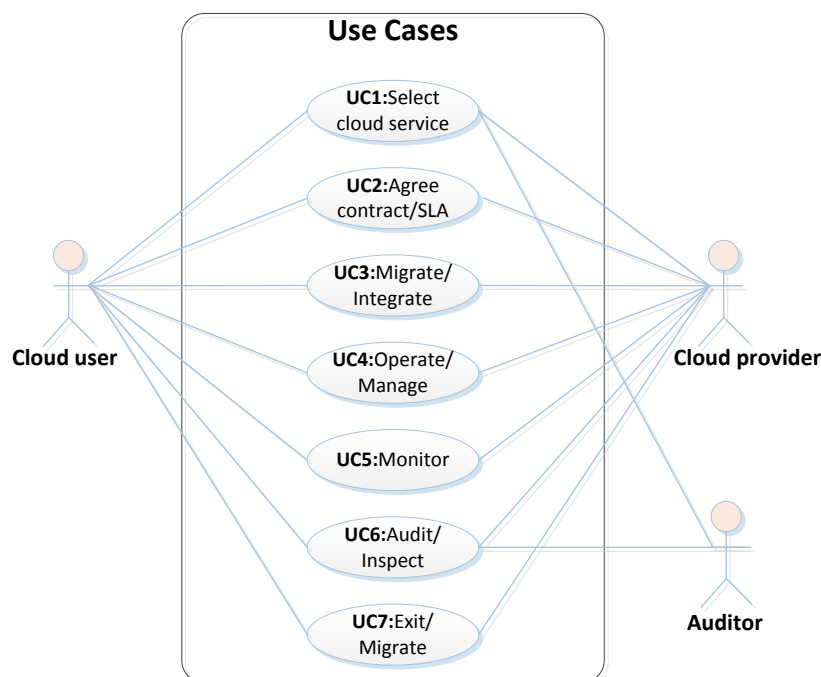 Use Cases
UC1:Select
cloud service
UC2:Agree
contract/SLA
UC3:Migrate/
Integrate
Cloud user
Cloud provider
UC4:Operate/
Manage
UC5:Monitor
UC6:Audit/
Inspect
Auditor
UC7:Exit/
Migrate